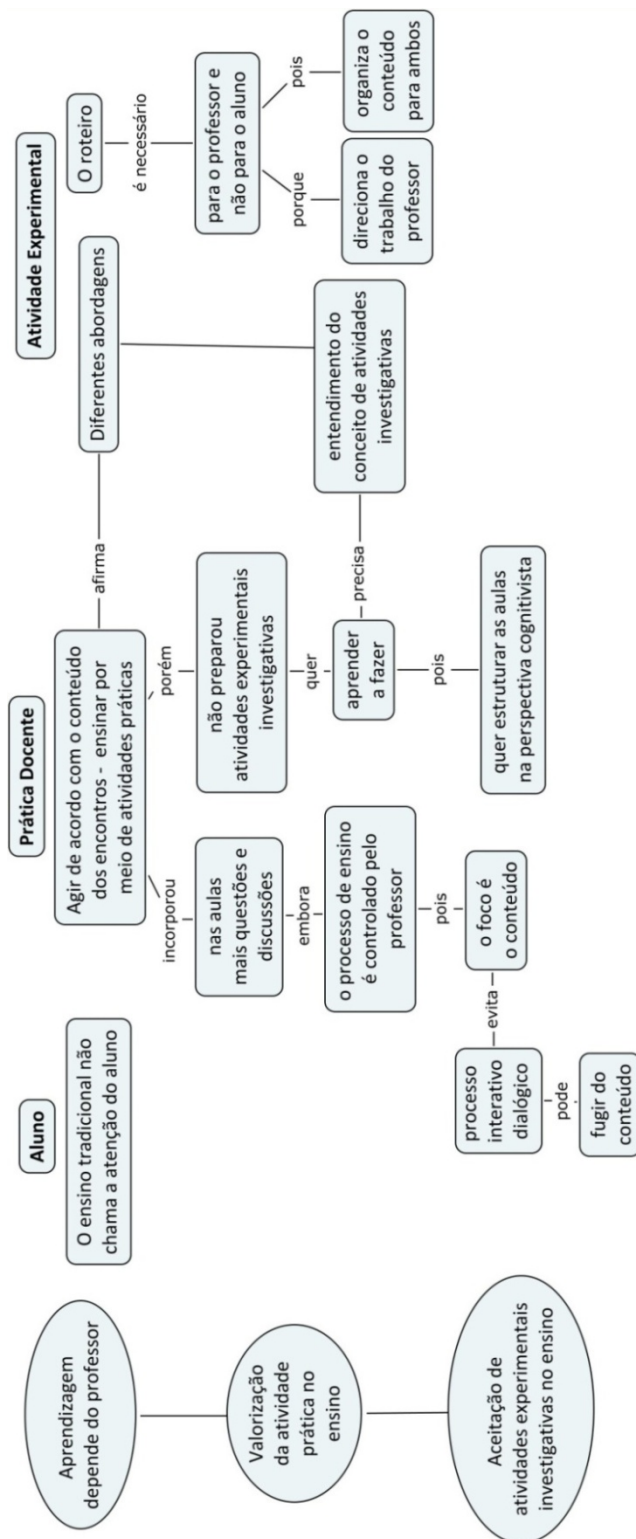 Aprendizagem
depende do professor
Valorização
da atividade
prática no
ensino
Aceitação de
atividades experimentais
investigativas no ensino
Aluno
O ensino tradicional não
chama a atenção do aluno
Prática Docente
Agir de acordo com o conteúdo
dos encontros - ensinar por
meio de atividades práticas
incorporou
nas aulas
mais questões e
discussões
embora
o processo de ensino
é controlado pelo
professor
pois
o foco é
o conteúdo
evita
processo
interativo
dialógico
pode
fugir do
conteúdo
porém
não preparou
atividades experimentais
investigativas
quer
aprender
a fazer
pois
quer estruturar as aulas
na perspectiva cognitivista
precisa
afirma
Atividade Experimental
Diferentes abordagens
entendimento do
conceito de atividades
investigativas
O roteiro
é necessário
para o professor e
não para o aluno
porque
direciona o
trabalho do
professor
pois
organiza o
conteúdo
para ambos